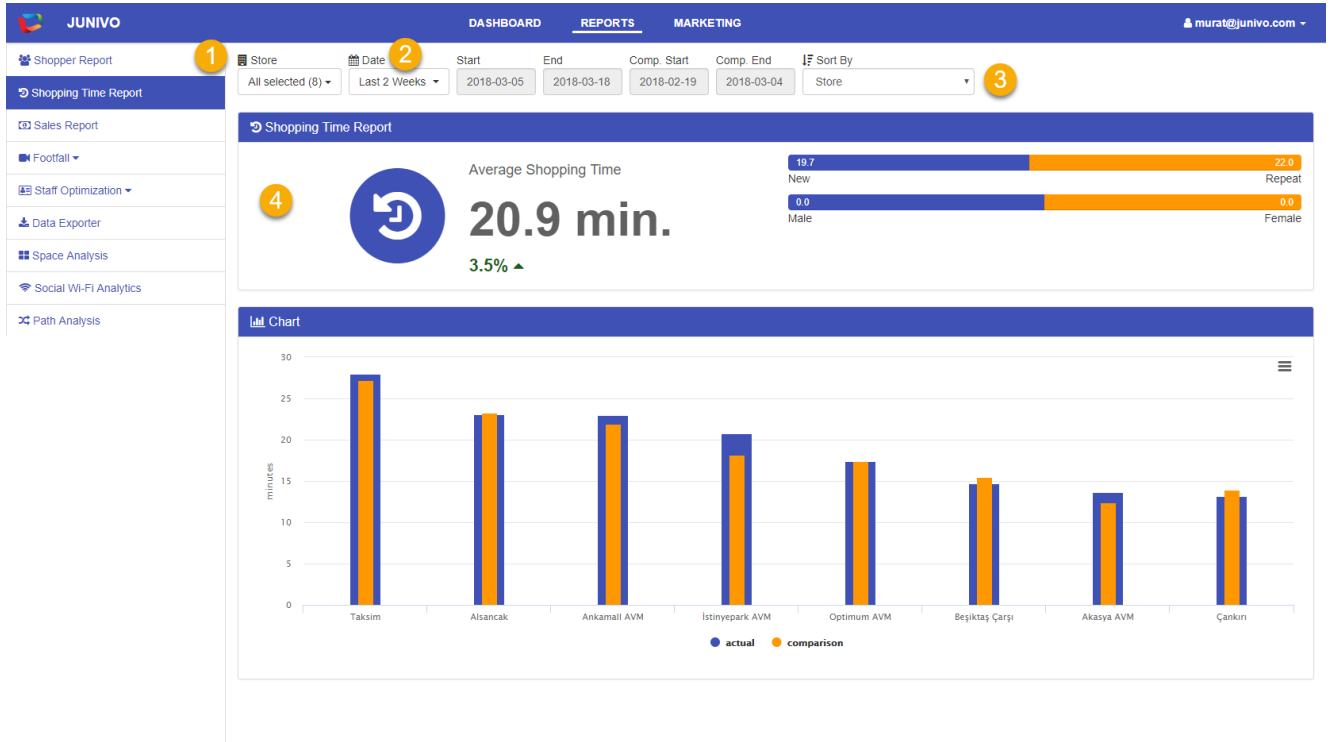 JUNIVO DASHBOARD REPORTS MARKETING murat@junivo.com
Shopper Report
Shopping Time Report
Sales Report
Footfall
Staff Optimization
Data Exporter
Space Analysis
Social Wi-Fi Analytics
Path Analysis
1 Store Date 2 Start End Comp. Start Comp. End Sort By
All selected (8) Last 2 Weeks 2018-03-05 2018-03-18 2018-02-19 2018-03-04 Store 3
Shopping Time Report
4
Average Shopping Time
20.9 min.
3.5%
19.7 22.0
New Repeat
0.0 0.0
Male Female
Chart
30
25
20
15
10
5
0
minutes
Taksim Alsancak Ankamall AVM İstinyepark AVM Optimum AVM Beşiktaş Çarşı Akasya AVM Çankırı
actual comparison